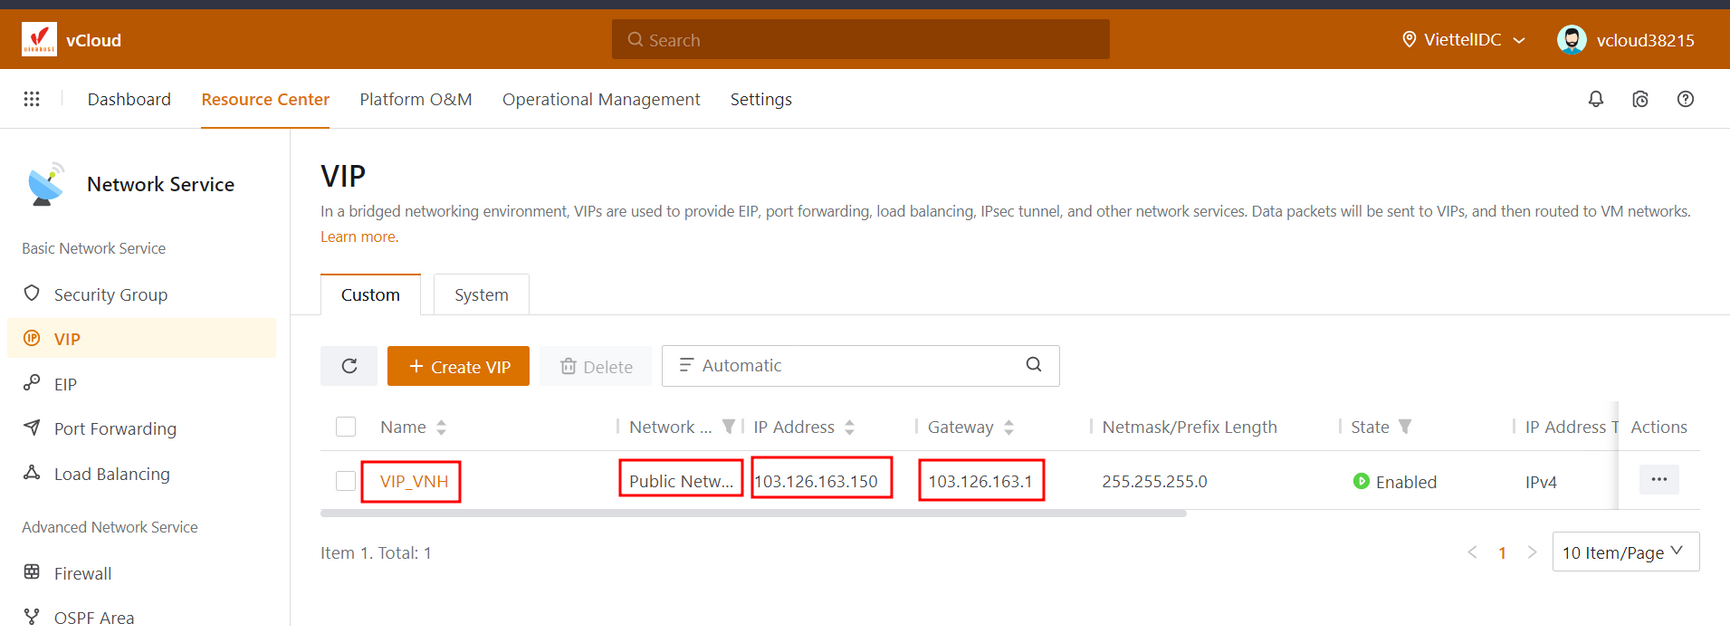 vCloud
Search
ViettelIDC
vcloud38215
Dashboard
Resource Center
Platform O&M
Operational Management
Settings
Network Service
Basic Network Service
Security Group
VIP
EIP
Port Forwarding
Load Balancing
Advanced Network Service
Firewall
OSPF Area
VIP
In a bridged networking environment, VIPs are used to provide EIP, port forwarding, load balancing, IPsec tunnel, and other network services. Data packets will be sent to VIPs, and then routed to VM networks.
Learn more.
Custom
System
+ Create VIP
Delete
Automatic
Name
Network ...
IP Address
Gateway
Netmask/Prefix Length
State
IP Address T
Actions
VIP_VNH
Public Netw...
103.126.163.150
103.126.163.1
255.255.255.0
Enabled
IPv4
...
Item 1. Total: 1
< 1 >
10 Item/Page